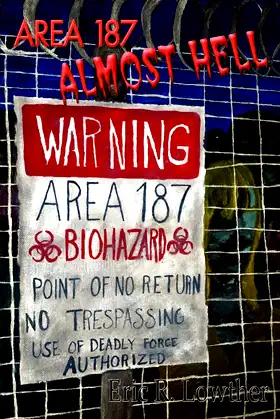 AREA 187
ALMOST HELL
WARNING
AREA 187
BIOHAZARD
POINT OF NO RETURN
NO TRESPASSING
USE OF DEADLY FORCE
AUTHORIZED
Eric R. Lowther